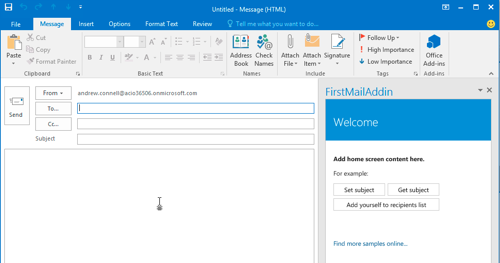 Untitled - Message (HTML)
File Message Insert Options Format Text Review Tell me what you want to do...
Paste
Cut
Copy
Format Painter
Clipboard
B I U
Basic Text
Address Book
Check Names
Names
Attach File
Attach Item
Signature
Include
Follow Up
High Importance
Low Importance
Tags
Office Add-ins
Add-ins
Send
From andrew.connell@acio36506.onmicrosoft.com
To...
Cc...
Subject
FirstMailAddin
Welcome
Add home screen content here.
For example:
Set subject Get subject
Add yourself to recipients list
Find more samples online...